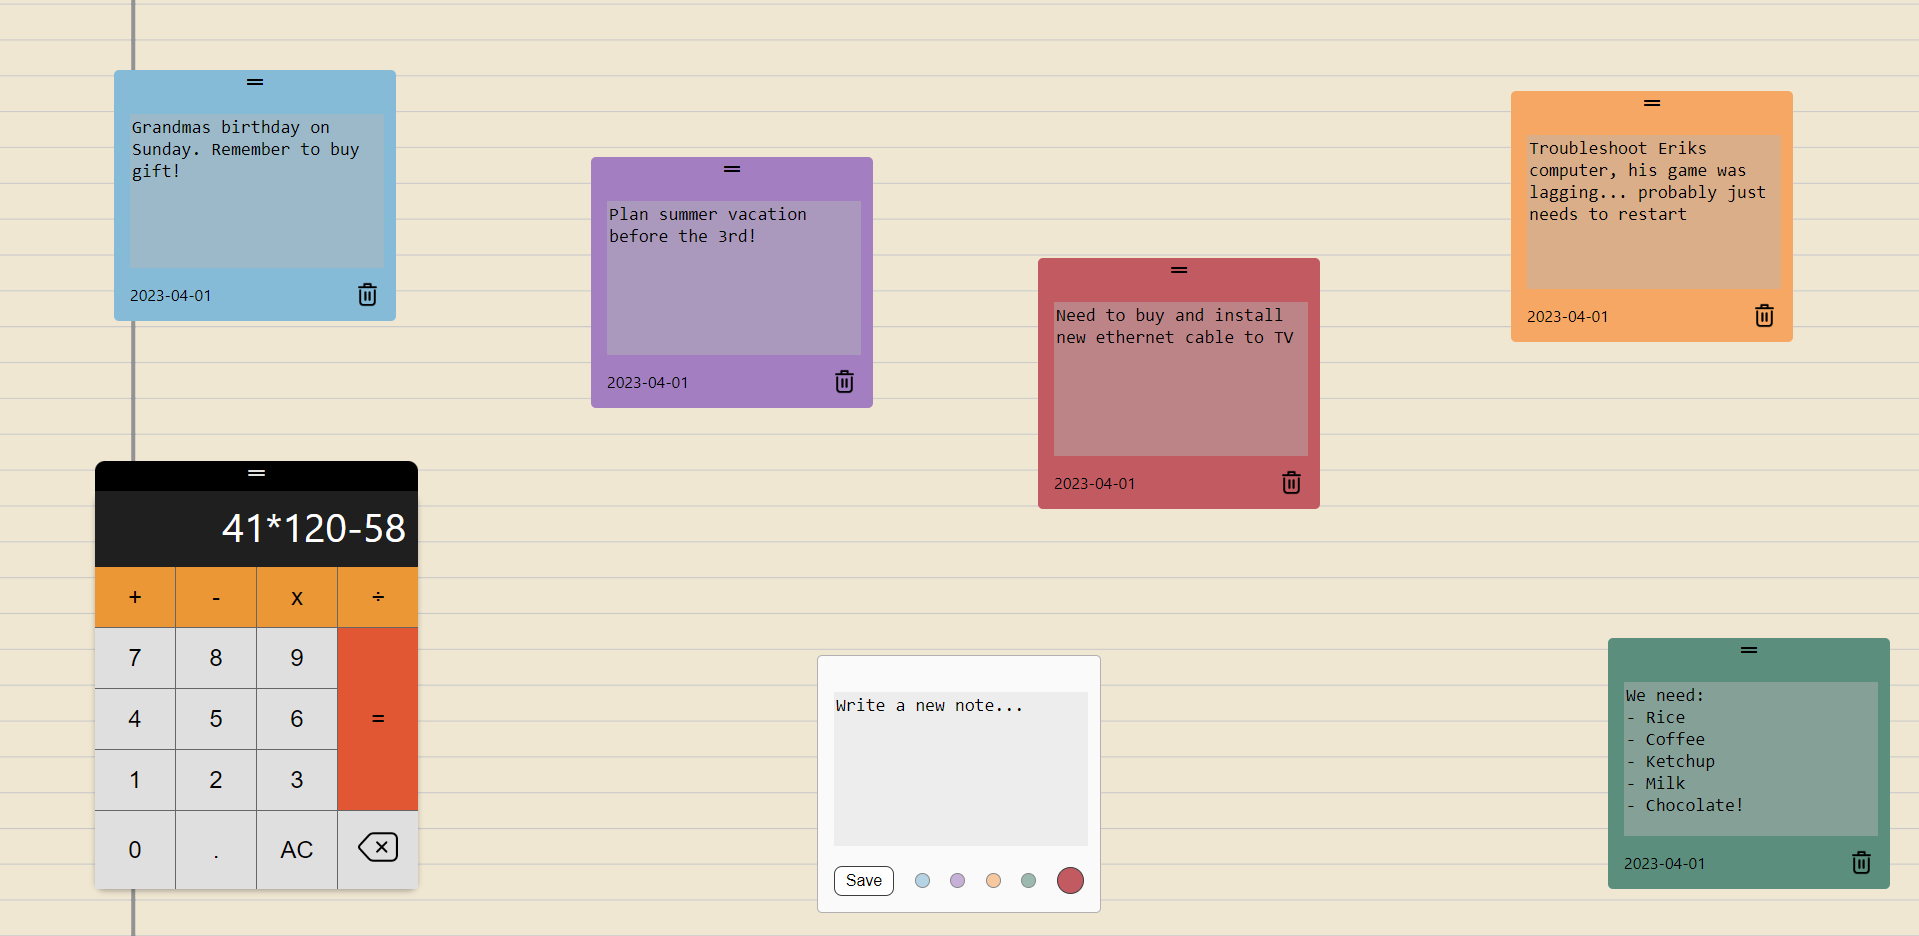 Grandmas birthday on
Sunday. Remember to buy
gift!
2023-04-01
Plan summer vacation
before the 3rd!
2023-04-01
Need to buy and install
new ethernet cable to TV
2023-04-01
Troubleshoot Eriks
computer, his game was
lagging... probably just
needs to restart
2023-04-01
41*120-58
+ - x ÷
7 8 9
4 5 6 =
1 2 3
0 . AC
Write a new note...
Save
We need:
- Rice
- Coffee
- Ketchup
- Milk
- Chocolate!
2023-04-01